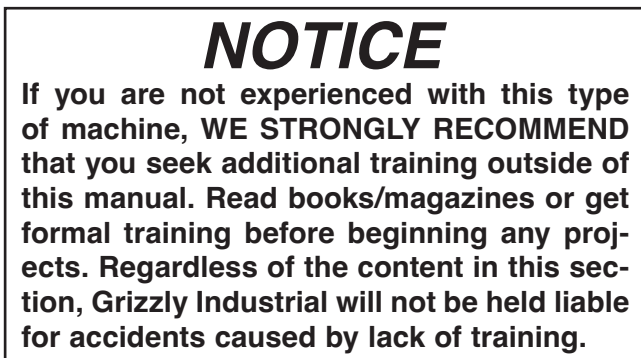 NOTICE
If you are not experienced with this type
of machine, WE STRONGLY RECOMMEND
that you seek additional training outside of
this manual. Read books/magazines or get
formal training before beginning any proj-
ects. Regardless of the content in this sec-
tion, Grizzly Industrial will not be held liable
for accidents caused by lack of training.